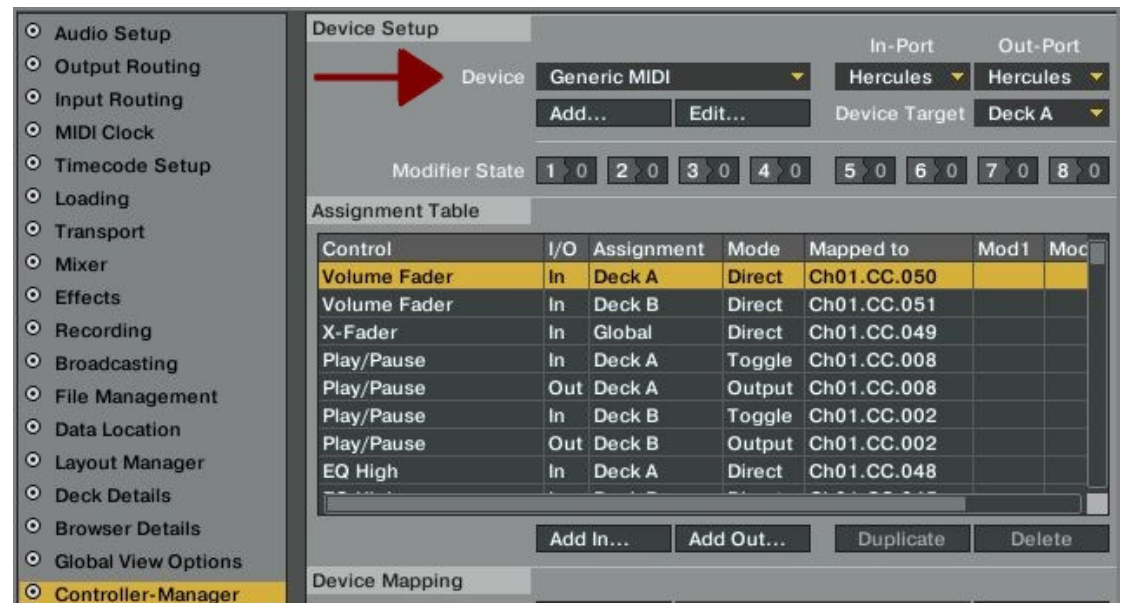 Audio Setup
Output Routing
Input Routing
MIDI Clock
Timecode Setup
Loading
Transport
Mixer
Effects
Recording
Broadcasting
File Management
Data Location
Layout Manager
Deck Details
Browser Details
Global View Options
Controller-Manager
Device Setup
In-Port Out-Port
Device Generic MIDI Hercules Hercules
Add... Edit... Device Target Deck A
Modifier State 1 0 2 0 3 0 4 0 5 0 6 0 7 0 8 0
Assignment Table
Control I/O Assignment Mode Mapped to Mod1 Mod
Volume Fader In Deck A Direct Ch01.CC.050
Volume Fader In Deck B Direct Ch01.CC.051
X-Fader In Global Direct Ch01.CC.049
Play/Pause In Deck A Toggle Ch01.CC.008
Play/Pause Out Deck A Output Ch01.CC.008
Play/Pause In Deck B Toggle Ch01.CC.002
Play/Pause Out Deck B Output Ch01.CC.002
EQ High In Deck A Direct Ch01.CC.048
Add In... Add Out... Duplicate Delete
Device Mapping